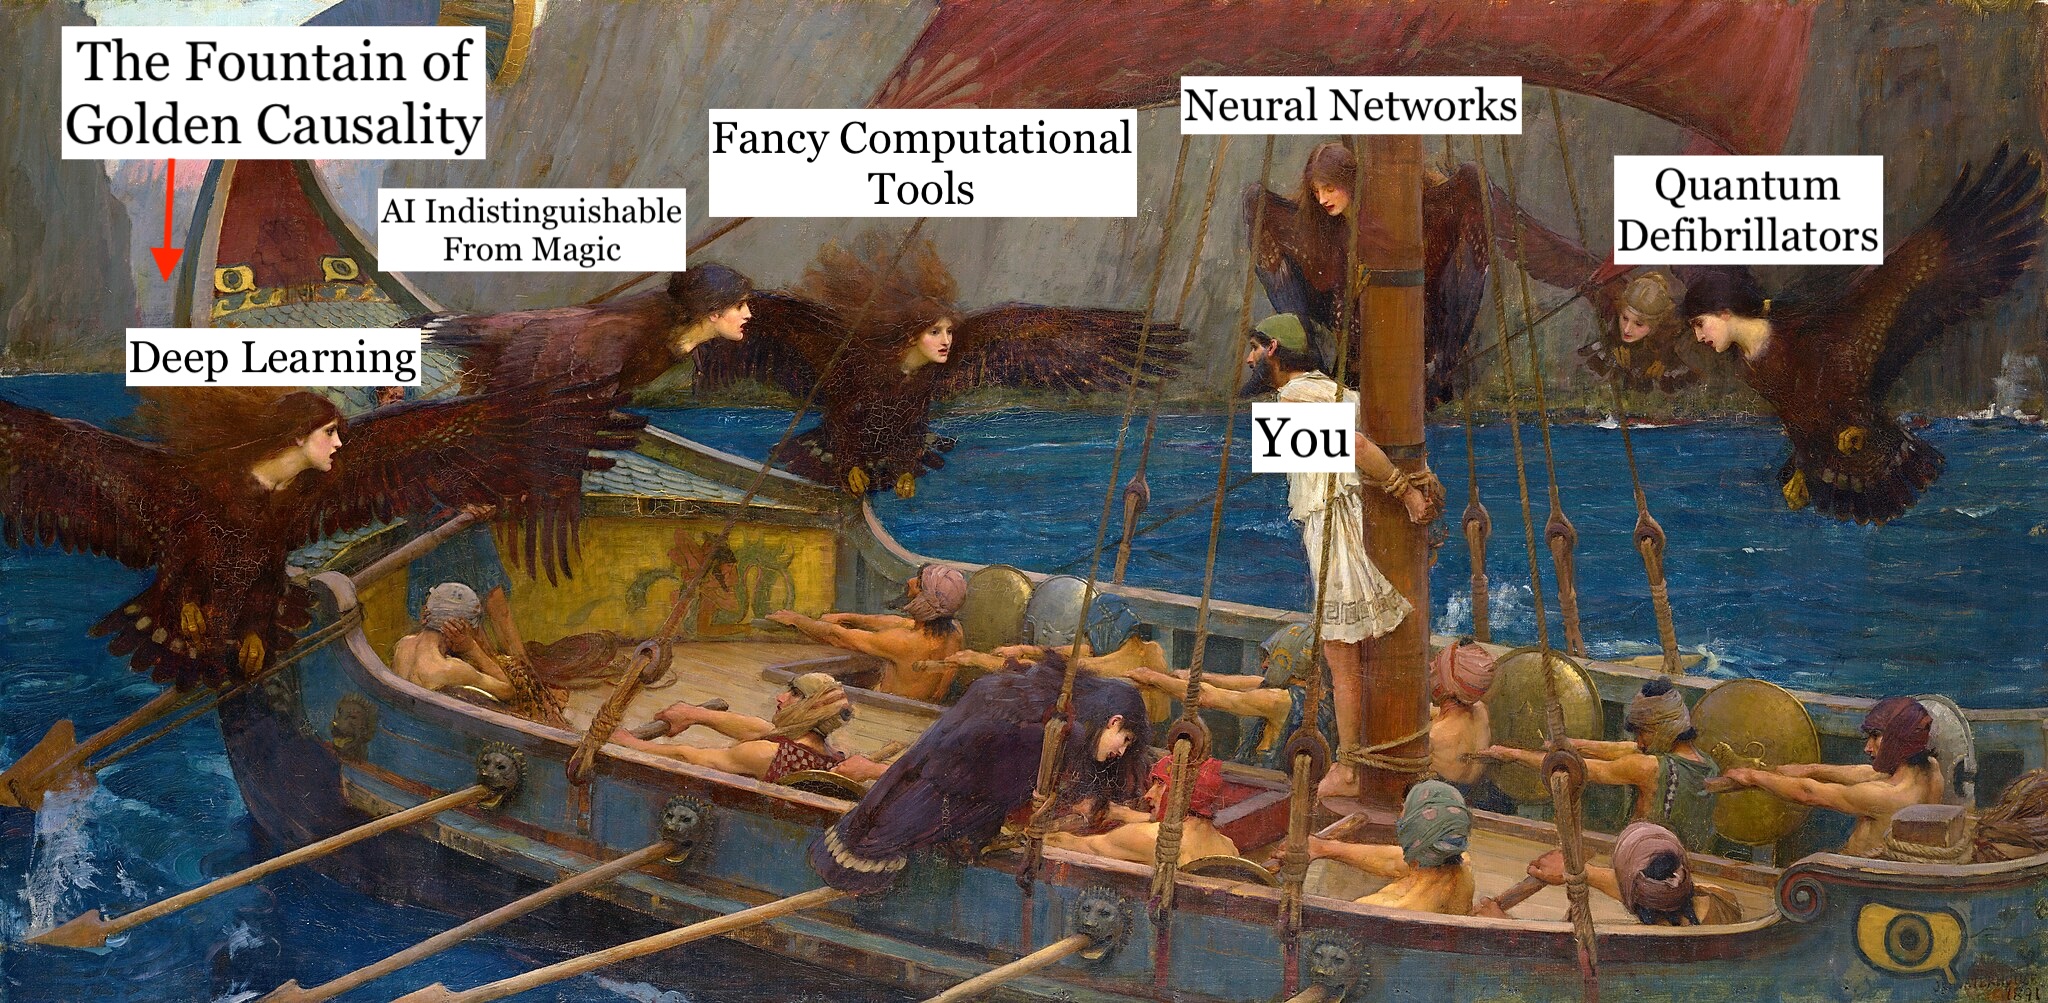 The Fountain of
Golden Causality
AI Indistinguishable
From Magic
Fancy Computational
Tools
Neural Networks
Quantum
Defibrillators
Deep Learning
You
1891